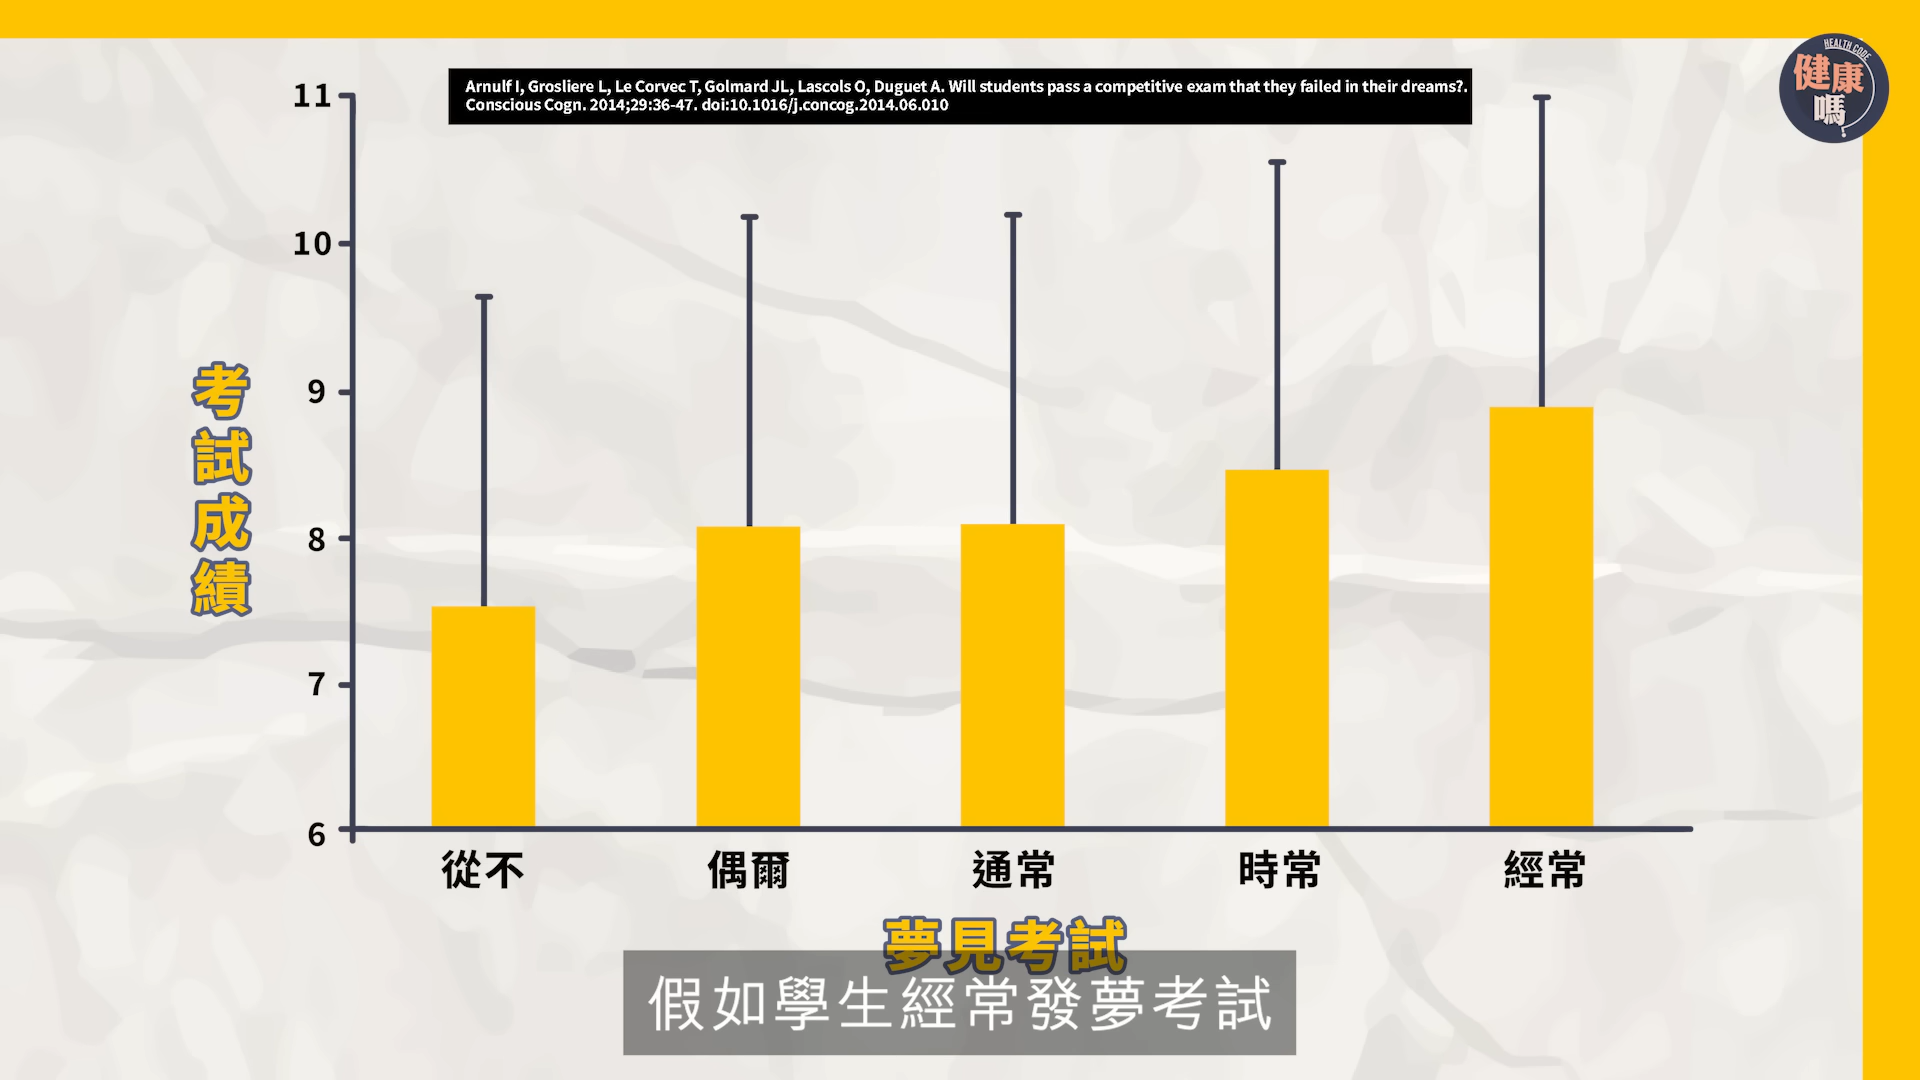 HEALTH CODE
健康
嗎
Arnulf I, Grosliere L, Le Corvec T, Golmard JL, Lascols O, Duguet A. Will students pass a competitive exam that they failed in their dreams?.
Conscious Cogn. 2014;29:36-47. doi:10.1016/j.concog.2014.06.010
11
10
9
8
7
6
考試成績
從不 偶爾 通常 時常 經常
夢見考試
假如學生經常發夢考試